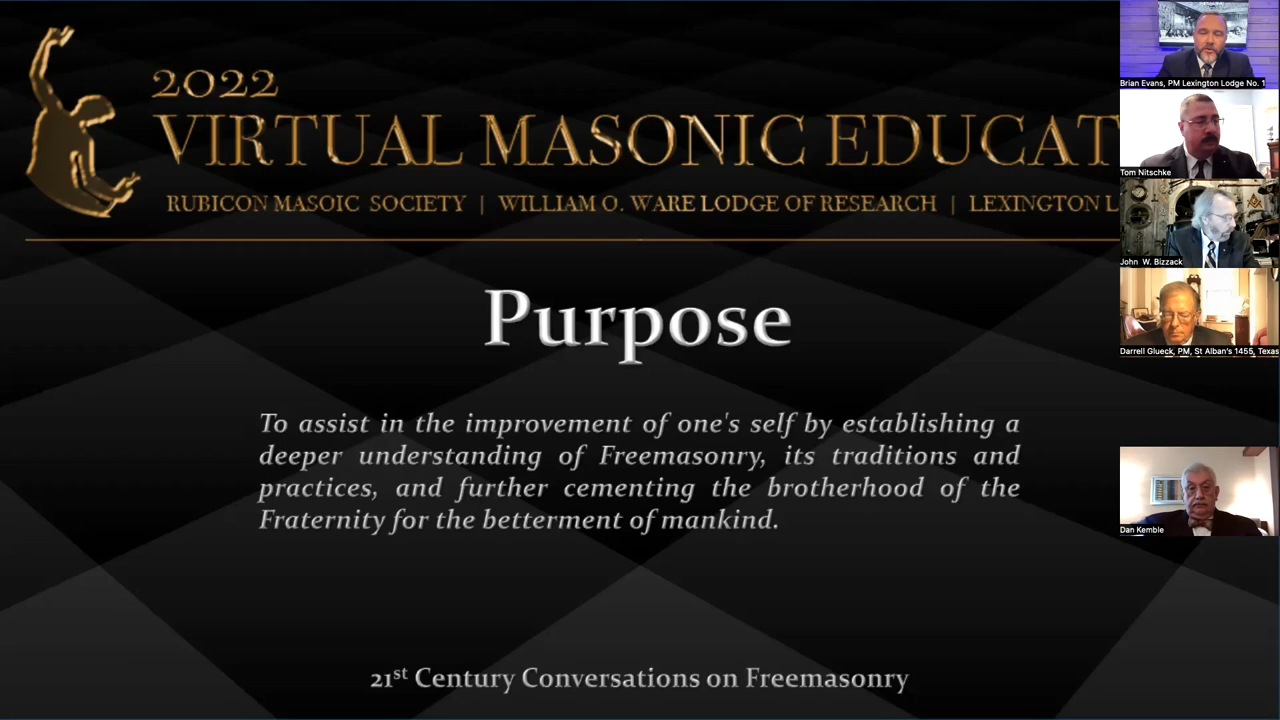 2022
VIRTUAL MASONIC EDUCAT
RUBICON MASOIC SOCIETY | WILLIAM O. WARE LODGE OF RESEARCH | LEXINGTON L
Purpose
To assist in the improvement of one's self by establishing a
deeper understanding of Freemasonry, its traditions and
practices, and further cementing the brotherhood of the
Fraternity for the betterment of mankind.
21st Century Conversations on Freemasonry
Brian Evans, PM Lexington Lodge No. 1
Tom Nitschke
John W. Bizzack
Darrell Glueck, PM, St Alban's 1455, Texas
Dan Kemble